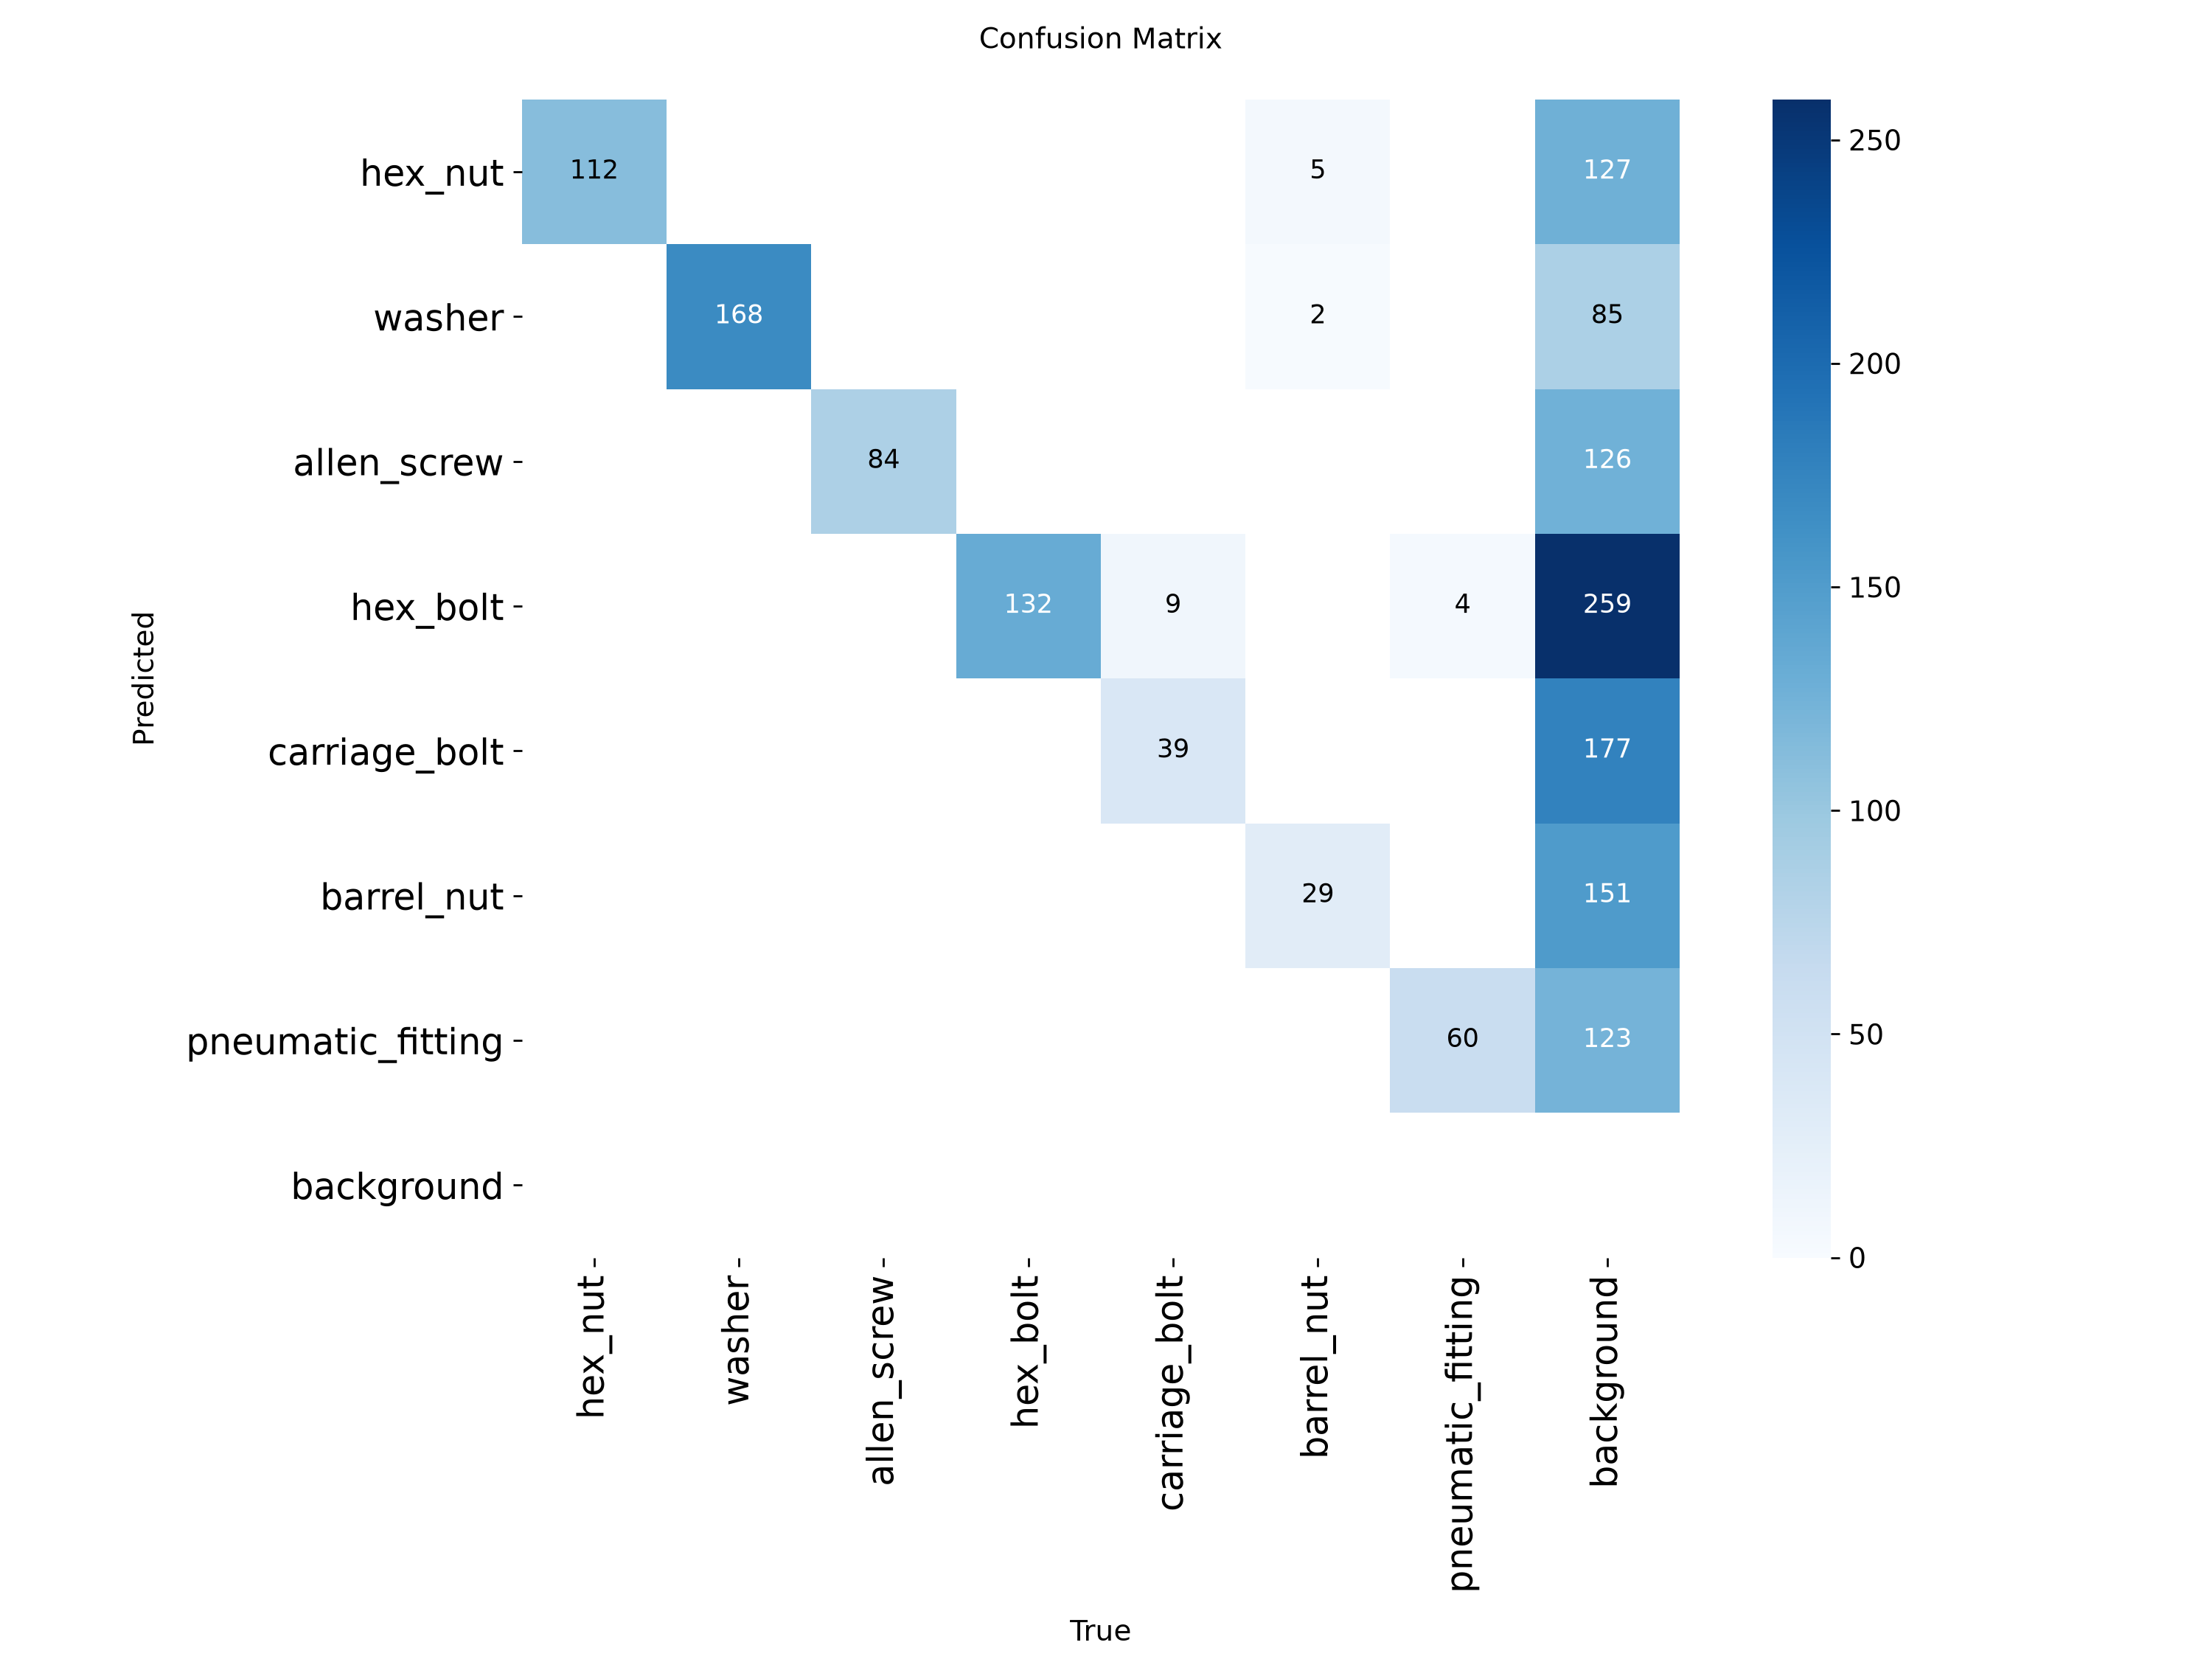 Confusion Matrix
hex_nut 112 5 127
washer 168 2 85
allen_screw 84 126
hex_bolt 132 9 4 259
carriage_bolt 39 177
barrel_nut 29 151
pneumatic_fitting 60 123
background
Predicted
hex_nut
washer
allen_screw
hex_bolt
carriage_bolt
barrel_nut
pneumatic_fitting
background
True
250
200
150
100
50
0